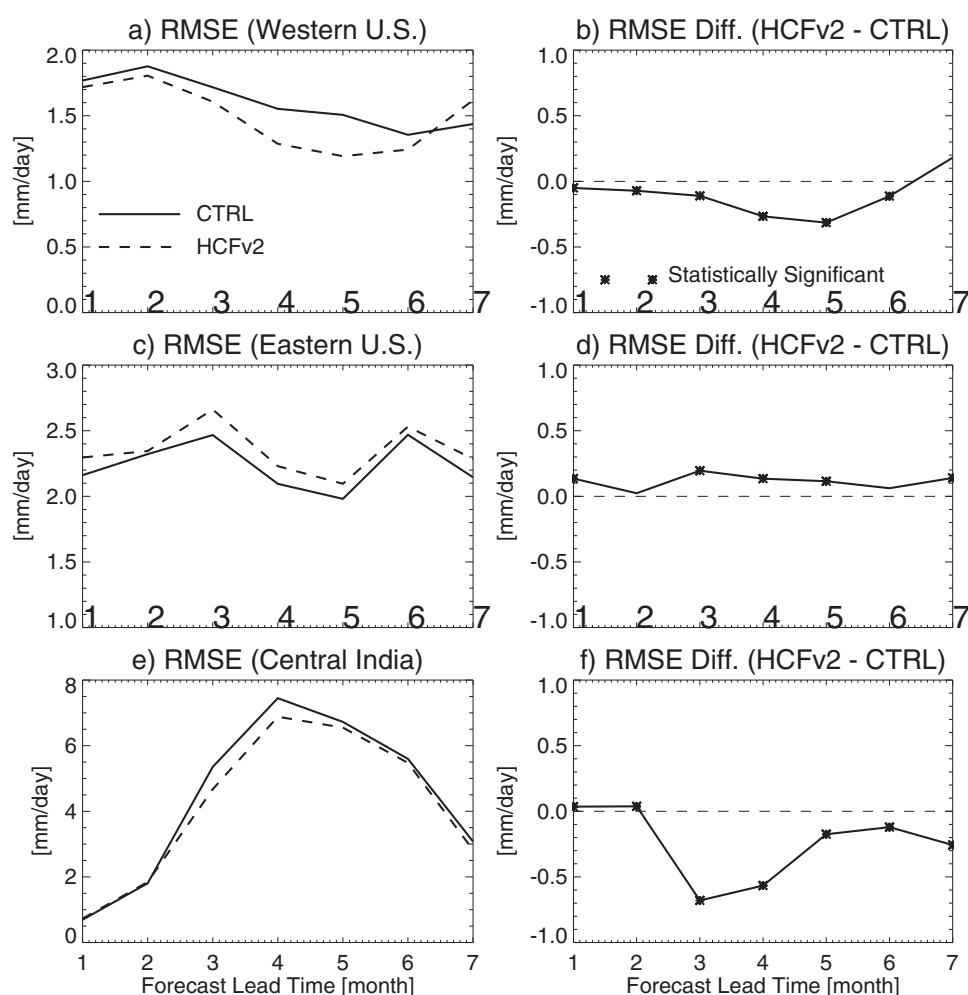 a) RMSE (Western U.S.)
2.0
1.5
1.0
0.5
0.0
[mm/day]
CTRL
HCFv2
1 2 3 4 5 6 7
b) RMSE Diff. (HCFv2 - CTRL)
1.0
0.5
0.0
-0.5
-1.0
[mm/day]
Statistically Significant
1 2 3 4 5 6 7
c) RMSE (Eastern U.S.)
3.0
2.5
2.0
1.5
1.0
[mm/day]
1 2 3 4 5 6 7
d) RMSE Diff. (HCFv2 - CTRL)
1.0
0.5
0.0
-0.5
-1.0
[mm/day]
1 2 3 4 5 6 7
e) RMSE (Central India)
8
6
4
2
0
[mm/day]
1 2 3 4 5 6 7
Forecast Lead Time [month]
f) RMSE Diff. (HCFv2 - CTRL)
1.0
0.5
0.0
-0.5
-1.0
[mm/day]
1 2 3 4 5 6 7
Forecast Lead Time [month]